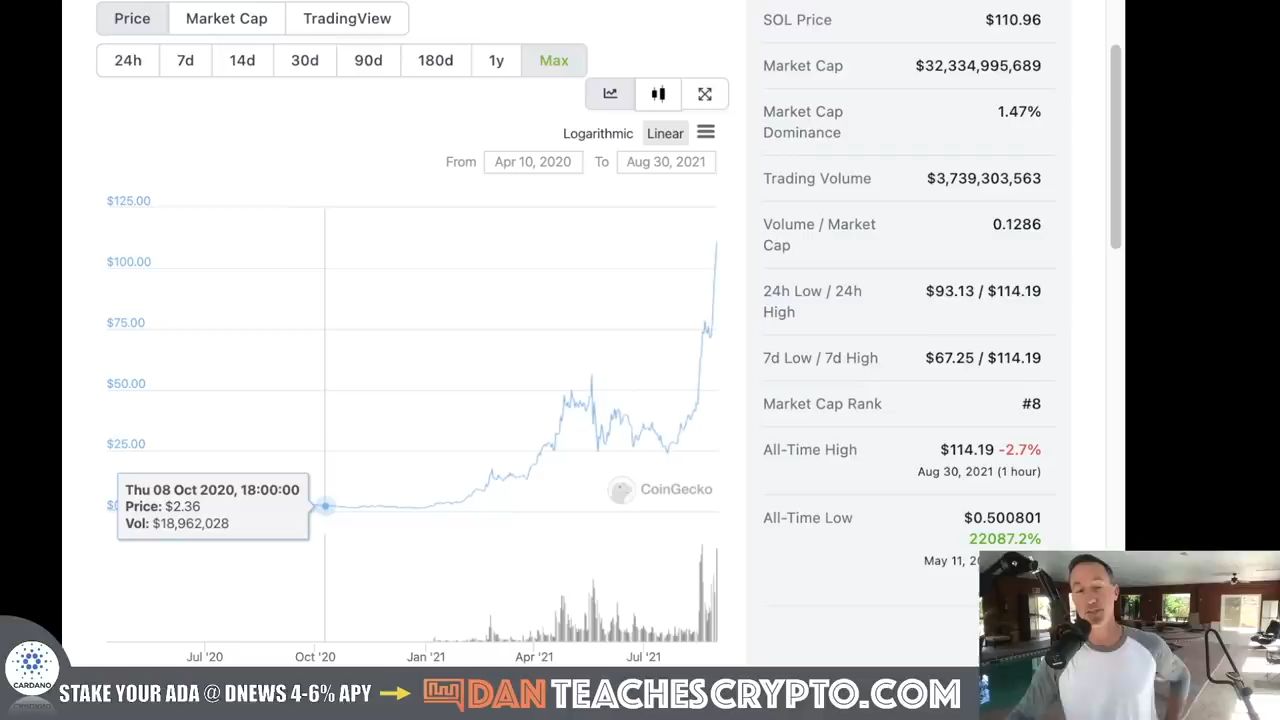 Price
Market Cap
TradingView
24h
7d
14d
30d
90d
180d
1y
Max
Logarithmic
Linear
From
Apr 10, 2020
To
Aug 30, 2021
$125.00
$100.00
$75.00
$50.00
$25.00
Thu 08 Oct 2020, 18:00:00
Price: $2.36
Vol: $18,962,028
CoinGecko
Jul '20
Oct '20
Jan '21
Apr '21
Jul '21
SOL Price
$110.96
Market Cap
$32,334,995,689
Market Cap
Dominance
1.47%
Trading Volume
$3,739,303,563
Volume / Market
Cap
0.1286
24h Low / 24h
High
$93.13 / $114.19
7d Low / 7d High
$67.25 / $114.19
Market Cap Rank
#8
All-Time High
$114.19 -2.7%
Aug 30, 2021 (1 hour)
All-Time Low
$0.500801
22087.2%
May 11,
CARDANO
STAKE YOUR ADA @ DNEWS 4-6% APY
DANTEACHESCRYPTO.COM